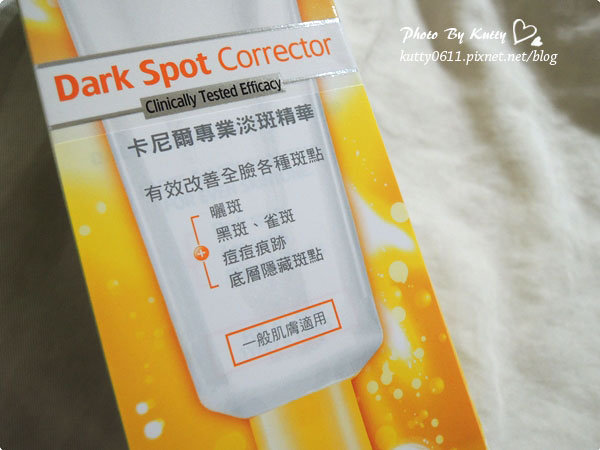 Photo By Kutty
kutty0611.pixnet.net/blog
Dark Spot Corrector
Clinically Tested Efficacy
卡尼爾專業淡斑精華
有效改善全臉各種斑點
曬斑
黑斑、雀斑
痘痘痕跡
底層隱藏斑點
一般肌膚適用